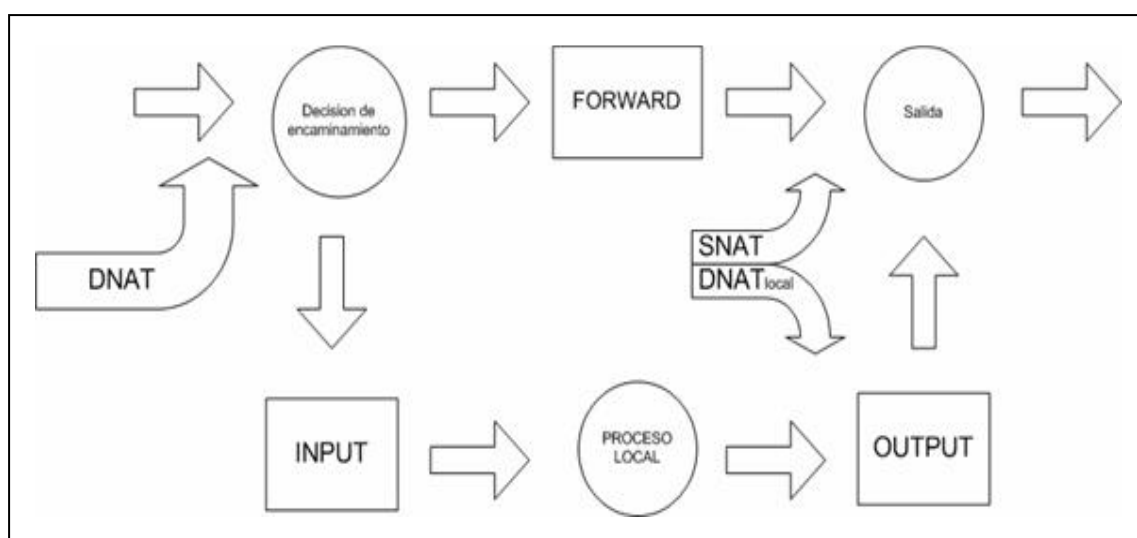 Decision de
encaminamiento
FORWARD
Salida
DNAT
SNAT
DNATlocal
INPUT
PROCESO
LOCAL
OUTPUT